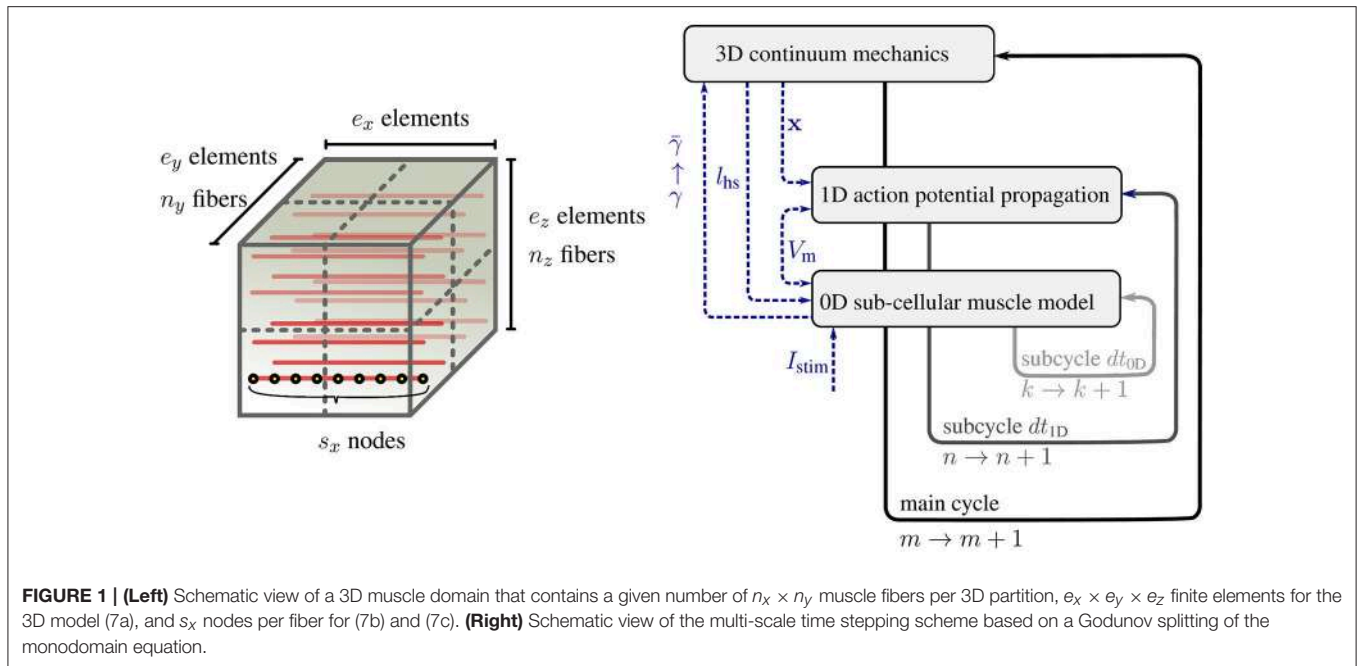 e_x elements
e_y elements
n_y fibers
e_z elements
n_z fibers
s_x nodes
3D continuum mechanics
γ̄
↑
γ
l_hs
x
1D action potential propagation
V_m
0D sub-cellular muscle model
I_stim
subcycle dt_0D
k → k + 1
subcycle dt_1D
n → n + 1
main cycle
m → m + 1
FIGURE 1 | (Left) Schematic view of a 3D muscle domain that contains a given number of n_x × n_y muscle fibers per 3D partition, e_x × e_y × e_z finite elements for the
3D model (7a), and s_x nodes per fiber for (7b) and (7c). (Right) Schematic view of the multi-scale time stepping scheme based on a Godunov splitting of the
monodomain equation.